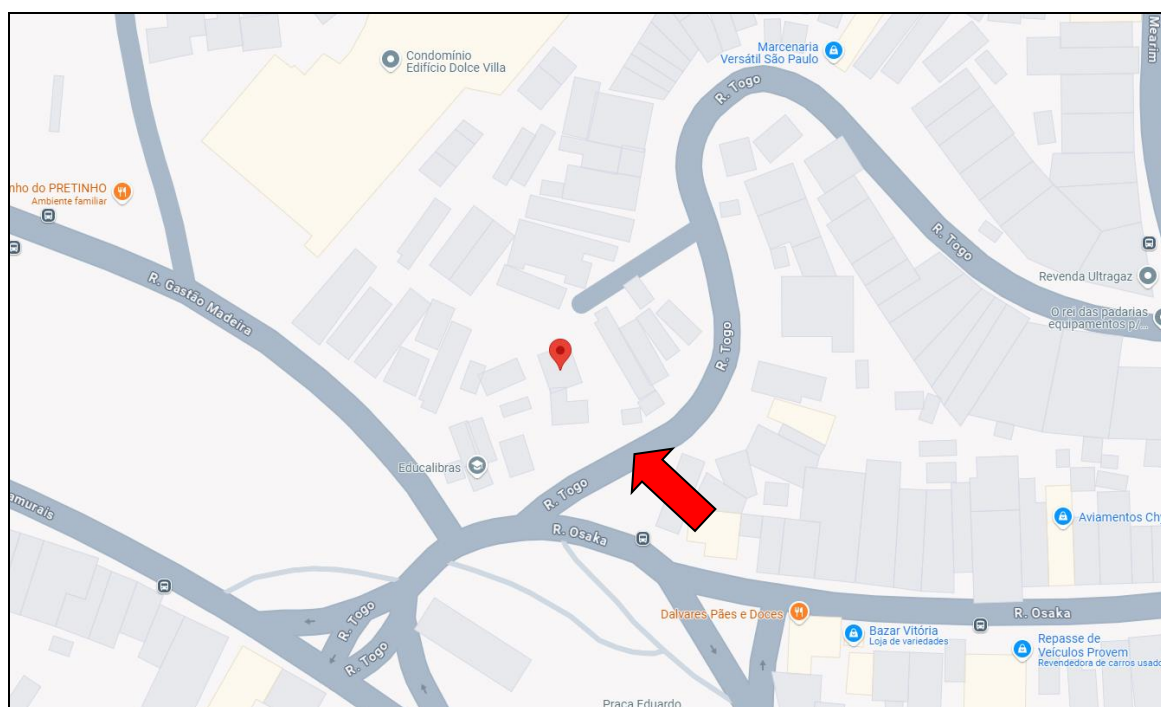 Marcenaria
Versátil São Paulo
Mearim
Condomínio
Edifício Dolce Villa
R. Togo
nho do PRETINHO
Ambiente familiar
R. Togo
R. Gastão Madeira
Revenda Ultragaz
O rei das padarias
equipamentos p/...
R. Togo
Educalibras
R. Togo
amurais
Aviamentos Ch
R. Osaka
Dalvares Pães e Doces
R. Osaka
R. Togo
Bazar Vitória
Loja de variedades
Repasse de
Veículos Provem
Revendedora de carros usado
R. Togo
Praça Eduardo